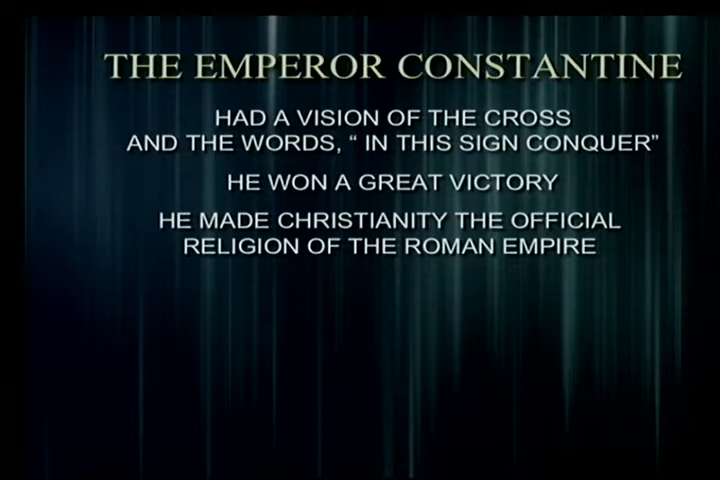 THE EMPEROR CONSTANTINE
HAD A VISION OF THE CROSS
AND THE WORDS, “ IN THIS SIGN CONQUER”
HE WON A GREAT VICTORY
HE MADE CHRISTIANITY THE OFFICIAL
RELIGION OF THE ROMAN EMPIRE